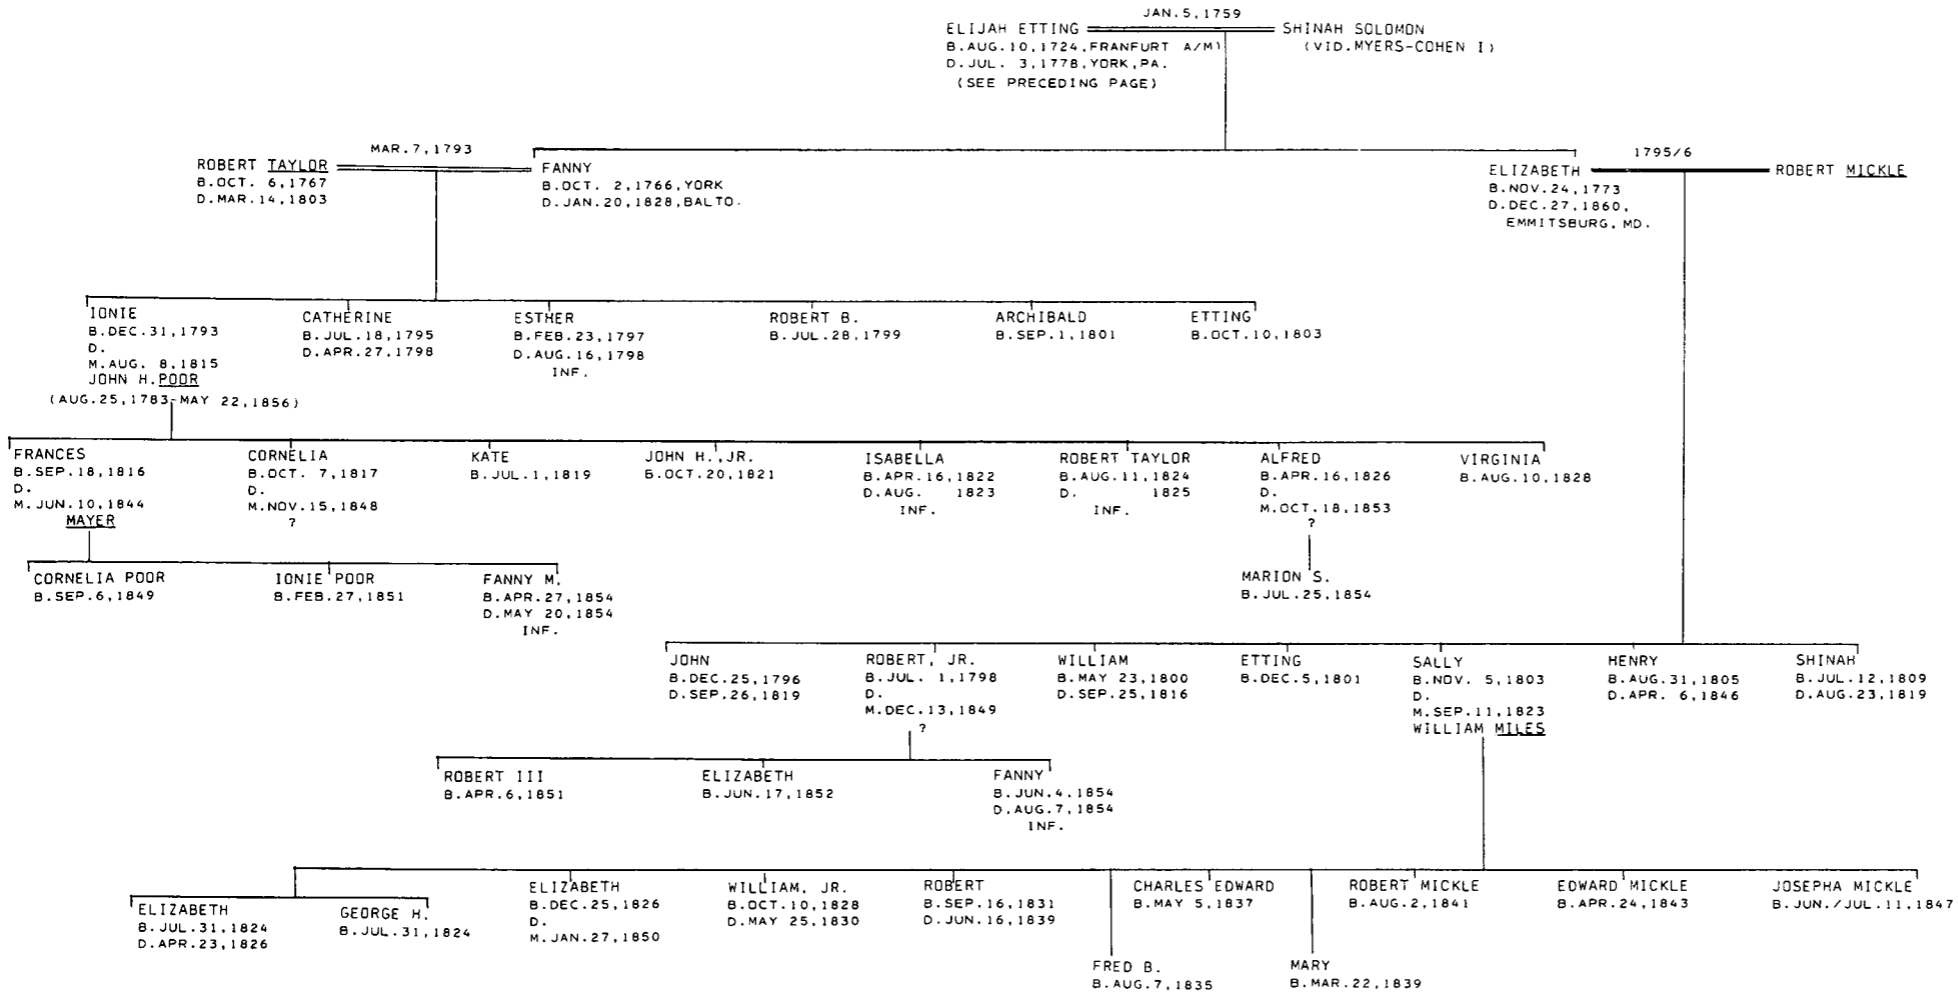 JAN.5,1759
ELIJAH ETTING
B.AUG.10,1724,FRANFURT A/M)
D.JUL. 3,1778,YORK,PA.
(SEE PRECEDING PAGE)
SHINAH SOLOMON
(VID.MYERS-COHEN I)
MAR.7,1793
ROBERT TAYLOR
B.OCT. 6,1767
D.MAR.14,1803
FANNY
B.OCT. 2,1766,YORK
D.JAN.20,1828,BALTO.
1795/6
ELIZABETH
B.NOV.24,1773
D.DEC.27,1860,
EMMITSBURG, MD.
ROBERT MICKLE
IONIE
B.DEC.31,1793
D.
M.AUG. 8,1815
JOHN H.POOR
(AUG.25,1783-MAY 22,1856)
CATHERINE
B.JUL.18,1795
D.APR.27,1798
ESTHER
B.FEB.23,1797
D.AUG.16,1798
INF.
ROBERT B.
B.JUL.28,1799
ARCHIBALD
B.SEP.1,1801
ETTING
B.OCT.10,1803
FRANCES
B.SEP.18,1816
D.
M.JUN.10,1844
MAYER
CORNELIA
B.OCT. 7,1817
D.
M.NOV.15,1848
?
KATE
B.JUL.1,1819
JOHN H.,JR.
B.OCT.20,1821
ISABELLA
B.APR.16,1822
D.AUG. 1823
INF.
ROBERT TAYLOR
B.AUG.11,1824
D. 1825
INF.
ALFRED
B.APR.16,1826
D.
M.OCT.18,1853
?
VIRGINIA
B.AUG.10,1828
CORNELIA POOR
B.SEP.6,1849
IONIE POOR
B.FEB.27,1851
FANNY M.
B.APR.27,1854
D.MAY 20,1854
INF.
MARION S.
B.JUL.25,1854
JOHN
B.DEC.25,1796
D.SEP.26,1819
ROBERT, JR.
B.JUL. 1,1798
D.
M.DEC.13,1849
?
WILLIAM
B.MAY 23,1800
D.SEP.25,1816
ETTING
B.DEC.5,1801
SALLY
B.NOV. 5,1803
D.
M.SEP.11,1823
WILLIAM MILES
HENRY
B.AUG.31,1805
D.APR. 6,1846
SHINAH
B.JUL.12,1809
D.AUG.23,1819
ROBERT III
B.APR.6,1851
ELIZABETH
B.JUN.17,1852
FANNY
B.JUN.4,1854
D.AUG.7,1854
INF.
ELIZABETH
B.JUL.31,1824
D.APR.23,1826
GEORGE H.
B.JUL.31,1824
ELIZABETH
B.DEC.25,1826
D.
M.JAN.27,1850
WILLIAM, JR.
B.OCT.10,1828
D.MAY 25,1830
ROBERT
B.SEP.16,1831
D.JUN.16,1839
FRED B.
B.AUG.7,1835
CHARLES EDWARD
B.MAY 5,1837
MARY
B.MAR.22,1839
ROBERT MICKLE
B.AUG.2,1841
EDWARD MICKLE
B.APR.24,1843
JOSEPHA MICKLE
B.JUN./JUL.11,1847